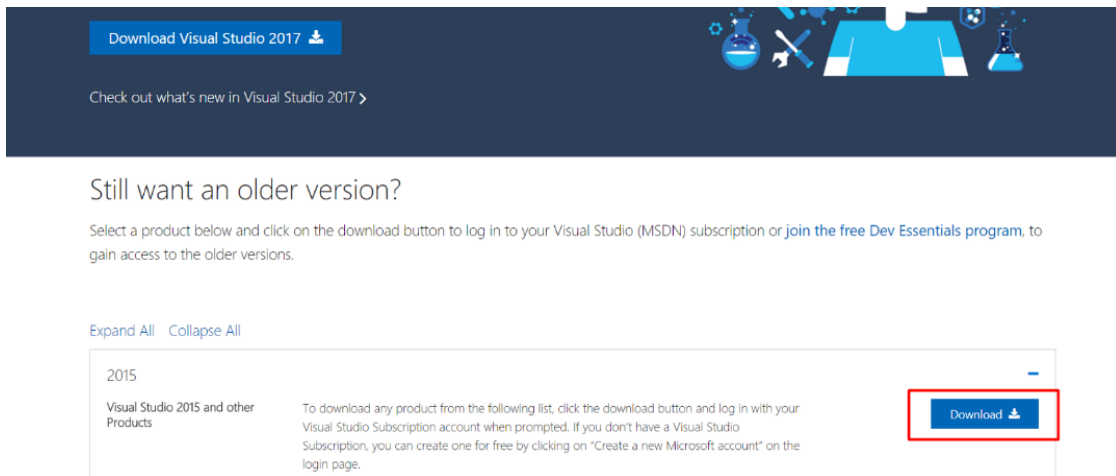 Download Visual Studio 2017
Check out what's new in Visual Studio 2017
Still want an older version?
Select a product below and click on the download button to log in to your Visual Studio (MSDN) subscription or join the free Dev Essentials program, to
gain access to the older versions.
Expand All Collapse All
2015
Visual Studio 2015 and other
Products
To download any product from the following list, click the download button and log in with your
Visual Studio Subscription account when prompted. If you don't have a Visual Studio
Subscription, you can create one for free by clicking on "Create a new Microsoft account" on the
login page.
Download